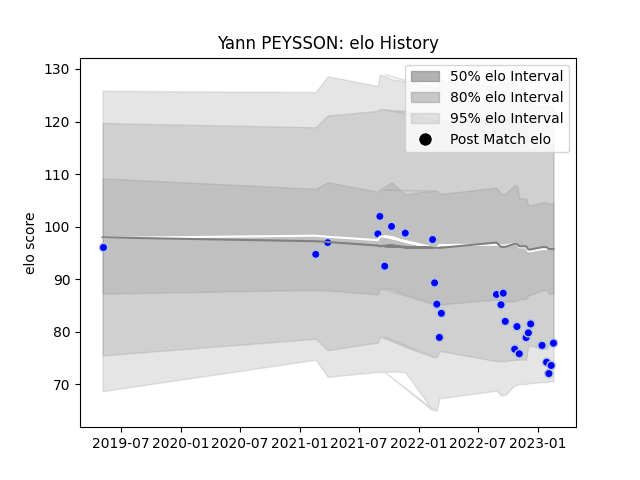 Yann PEYSSON: elo History
130
120
110
100
90
80
70
elo score
50% elo Interval
80% elo Interval
95% elo Interval
Post Match elo
2019-07 2020-01 2020-07 2021-01 2021-07 2022-01 2022-07 2023-01